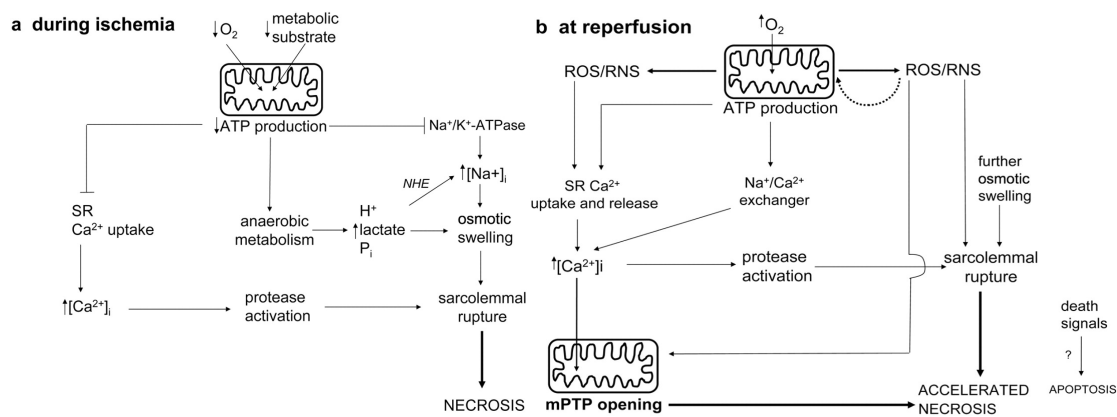 a during ischemia
↓O₂
↓metabolic
substrate
↓ATP production
Na⁺/K⁺-ATPase
↑[Na+]ᵢ
NHE
SR
Ca²⁺ uptake
anaerobic
metabolism
H⁺
↑lactate
Pᵢ
osmotic
swelling
↑[Ca²⁺]ᵢ
protease
activation
sarcolemmal
rupture
NECROSIS
b at reperfusion
↑O₂
ROS/RNS
ROS/RNS
ATP production
SR Ca²⁺
uptake and release
Na⁺/Ca²⁺
exchanger
further
osmotic
swelling
↑[Ca²⁺]i
protease
activation
sarcolemmal
rupture
death
signals
?
mPTP opening
ACCELERATED
NECROSIS
APOPTOSIS